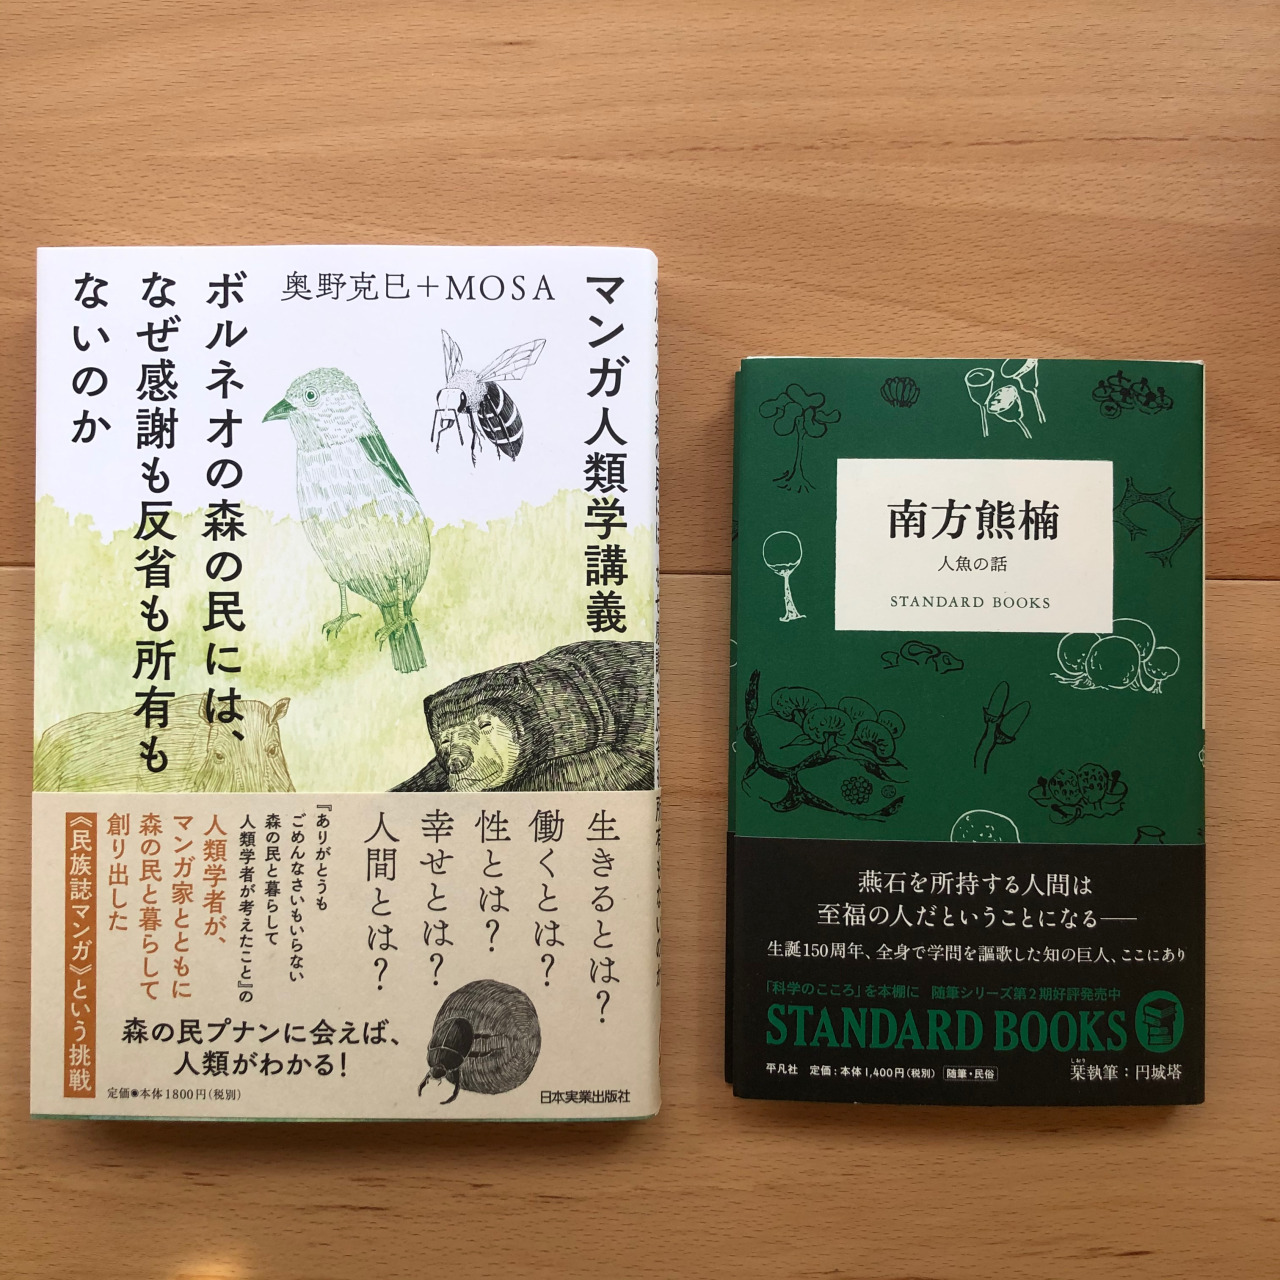 マンガ人類学講義
奥野克巳+MOSA
ボルネオの森の民には、
なぜ感謝も反省も所有も
ないのか
生きるとは?
働くとは?
性とは?
幸せとは?
人間とは?
『ありがとうも
ごめんなさいもいらない
森の民と暮らして
人類学者が考えたこと』の
人類学者が、
マンガ家とともに
森の民と暮らして
創り出した
《民族誌マンガ》という挑戦
森の民プナンに会えば、
人類がわかる!
定価●本体1800円(税別)
日本実業出版社
南方熊楠
人魚の話
STANDARD BOOKS
燕石を所持する人間は
至福の人だということになる——
生誕150周年、全身で学問を謳歌した知の巨人、ここにあり
「科学のこころ」を本棚に 随筆シリーズ第2期好評発売中
STANDARD BOOKS
平凡社 定価:本体1,400円(税別) 随筆・民俗
しおり
栞執筆:円城塔